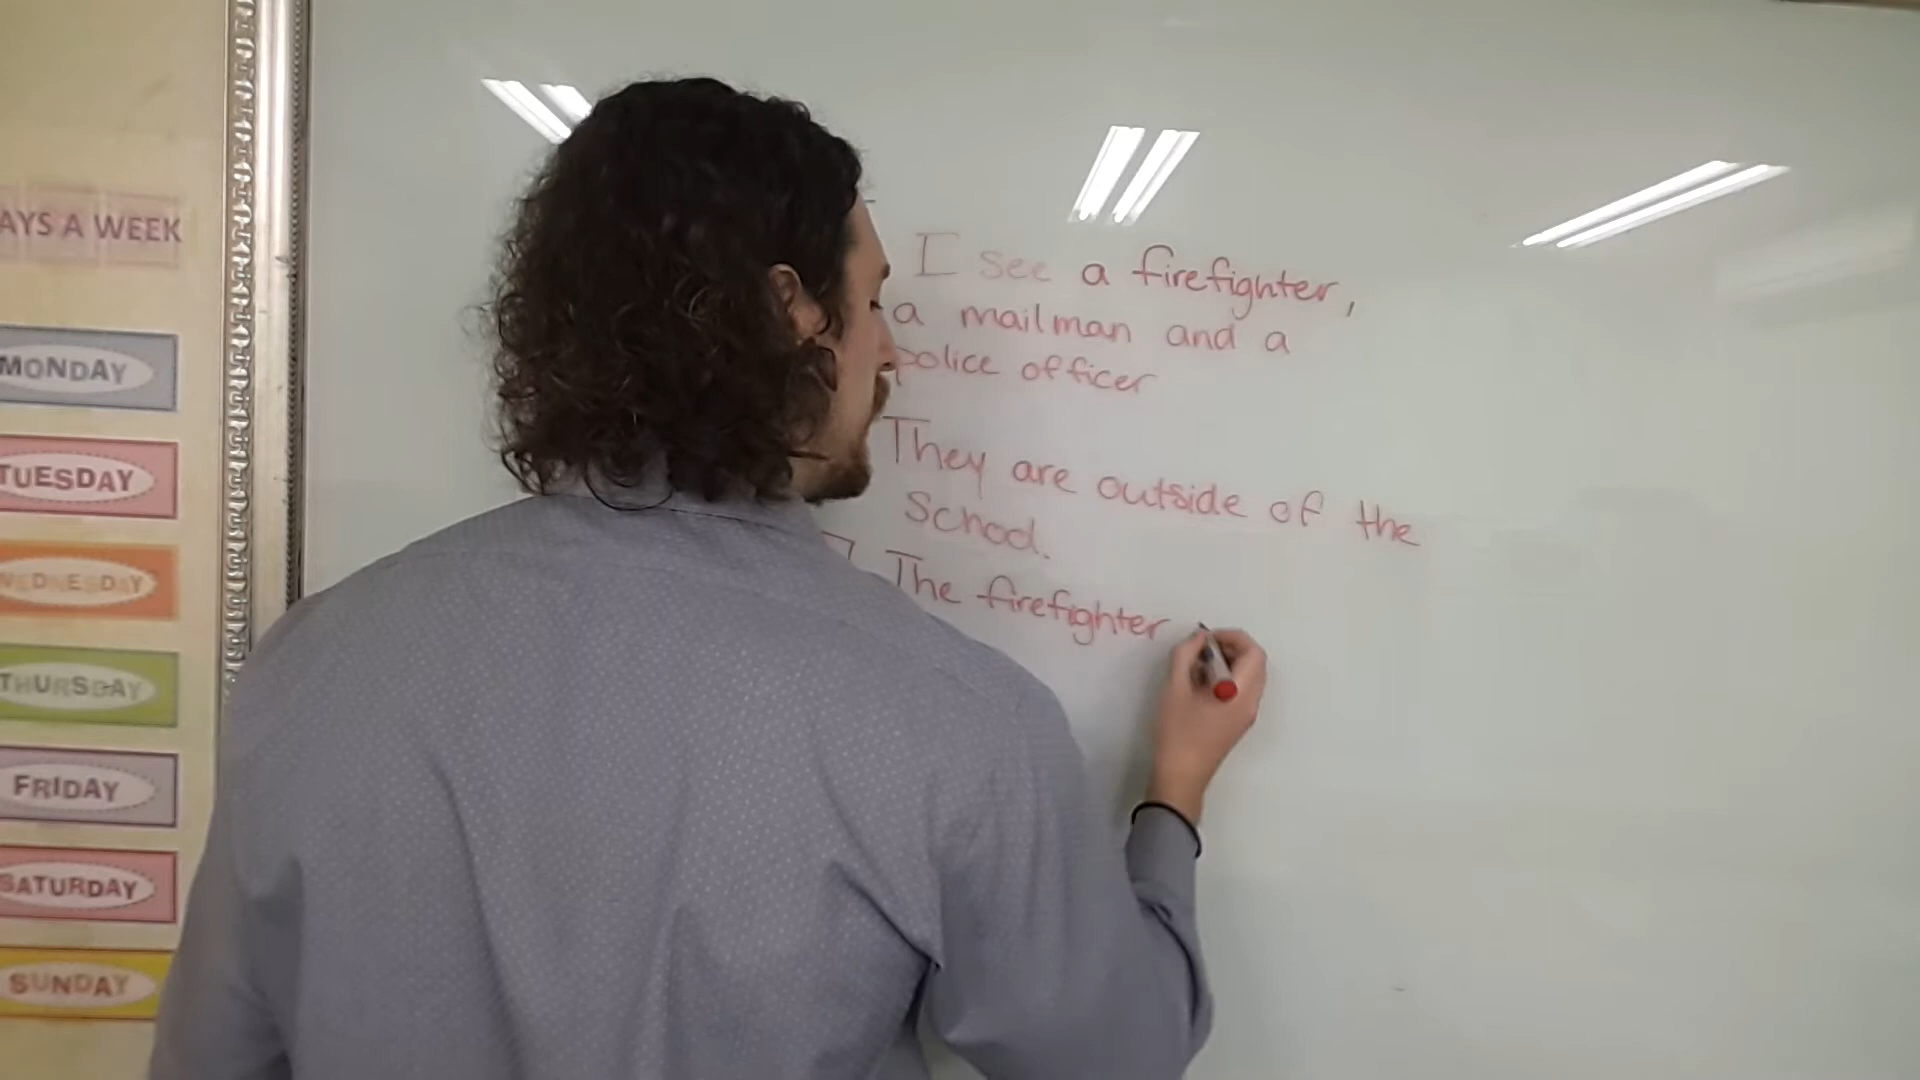 AYS A WEEK
MONDAY
TUESDAY
WEDNESDAY
THURSDAY
FRIDAY
SATURDAY
SUNDAY
I see a firefighter,
a mailman and a
police officer
They are outside of the
School.
The firefighter